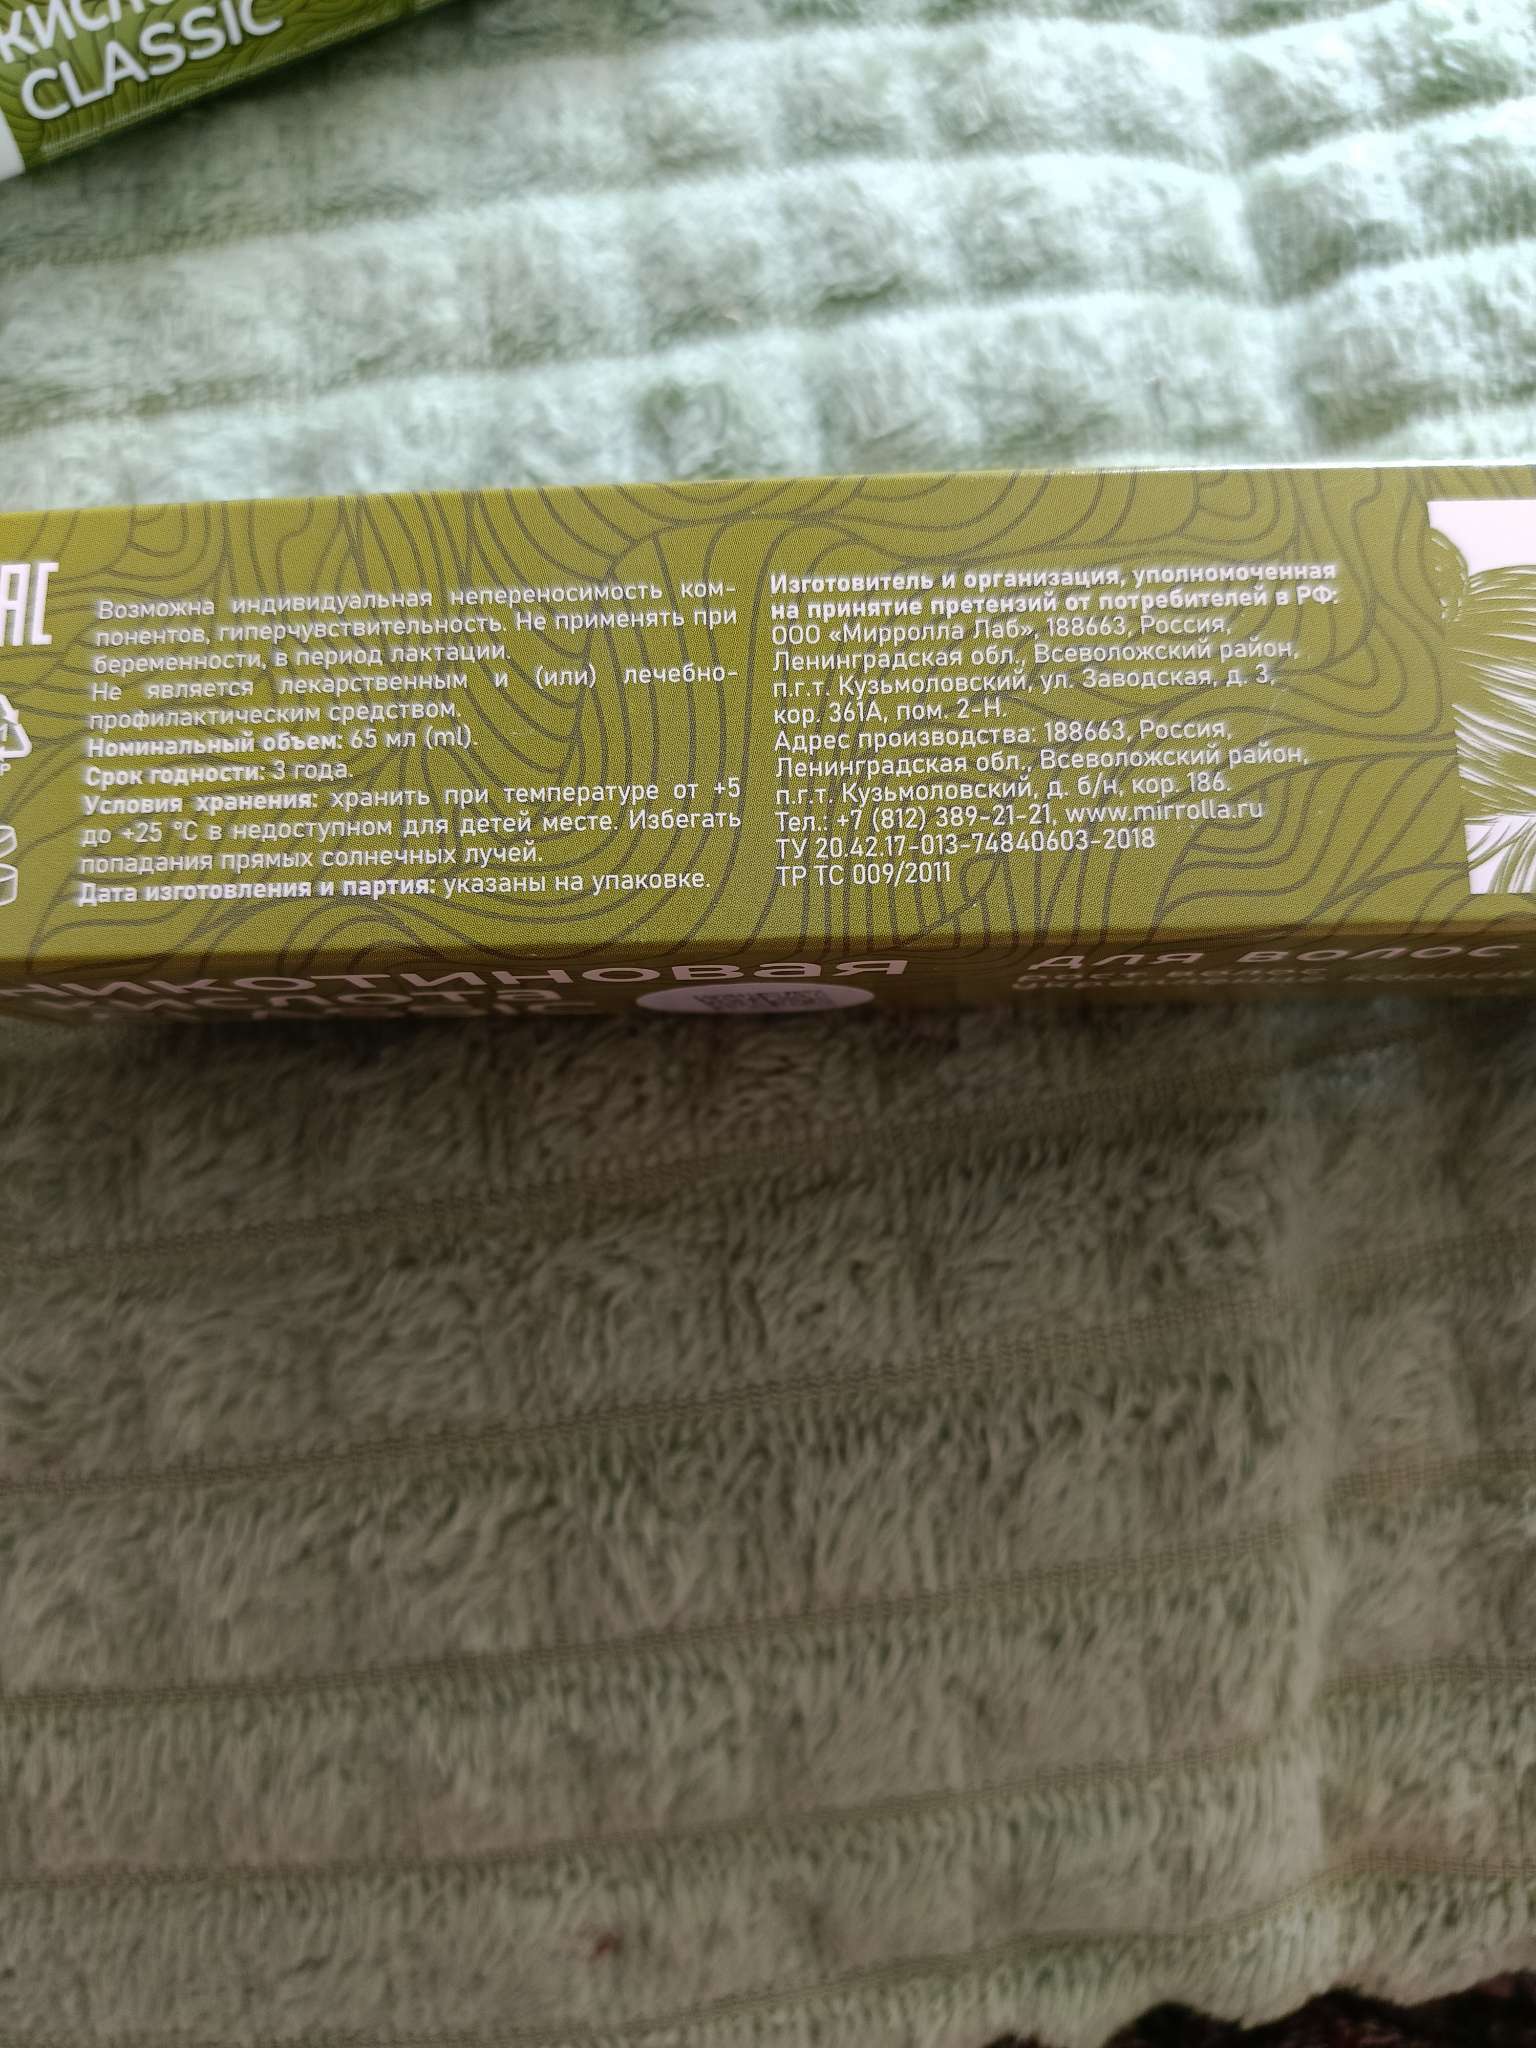 CLASSIC
ЕАС
Возможна индивидуальная непереносимость ком-
понентов, гиперчувствительность. Не применять при
беременности, в период лактации.
Не является лекарственным и (или) лечебно-
профилактическим средством.
Номинальный объем: 65 мл (ml).
Срок годности: 3 года.
Условия хранения: хранить при температуре от +5
до +25 °С в недоступном для детей месте. Избегать
попадания прямых солнечных лучей.
Дата изготовления и партия: указаны на упаковке.
Изготовитель и организация, уполномоченная
на принятие претензий от потребителей в РФ:
ООО «Мирролла Лаб», 188663, Россия,
Ленинградская обл., Всеволожский район,
п.г.т. Кузьмоловский, ул. Заводская, д. 3,
кор. 361А, пом. 2-Н.
Адрес производства: 188663, Россия,
Ленинградская обл., Всеволожский район,
п.г.т. Кузьмоловский, д. б/н, кор. 186.
Тел.: +7 (812) 389-21-21, www.mirrolla.ru
ТУ 20.42.17-013-74840603-2018
ТР ТС 009/2011
никотиновая
кислота
для волос